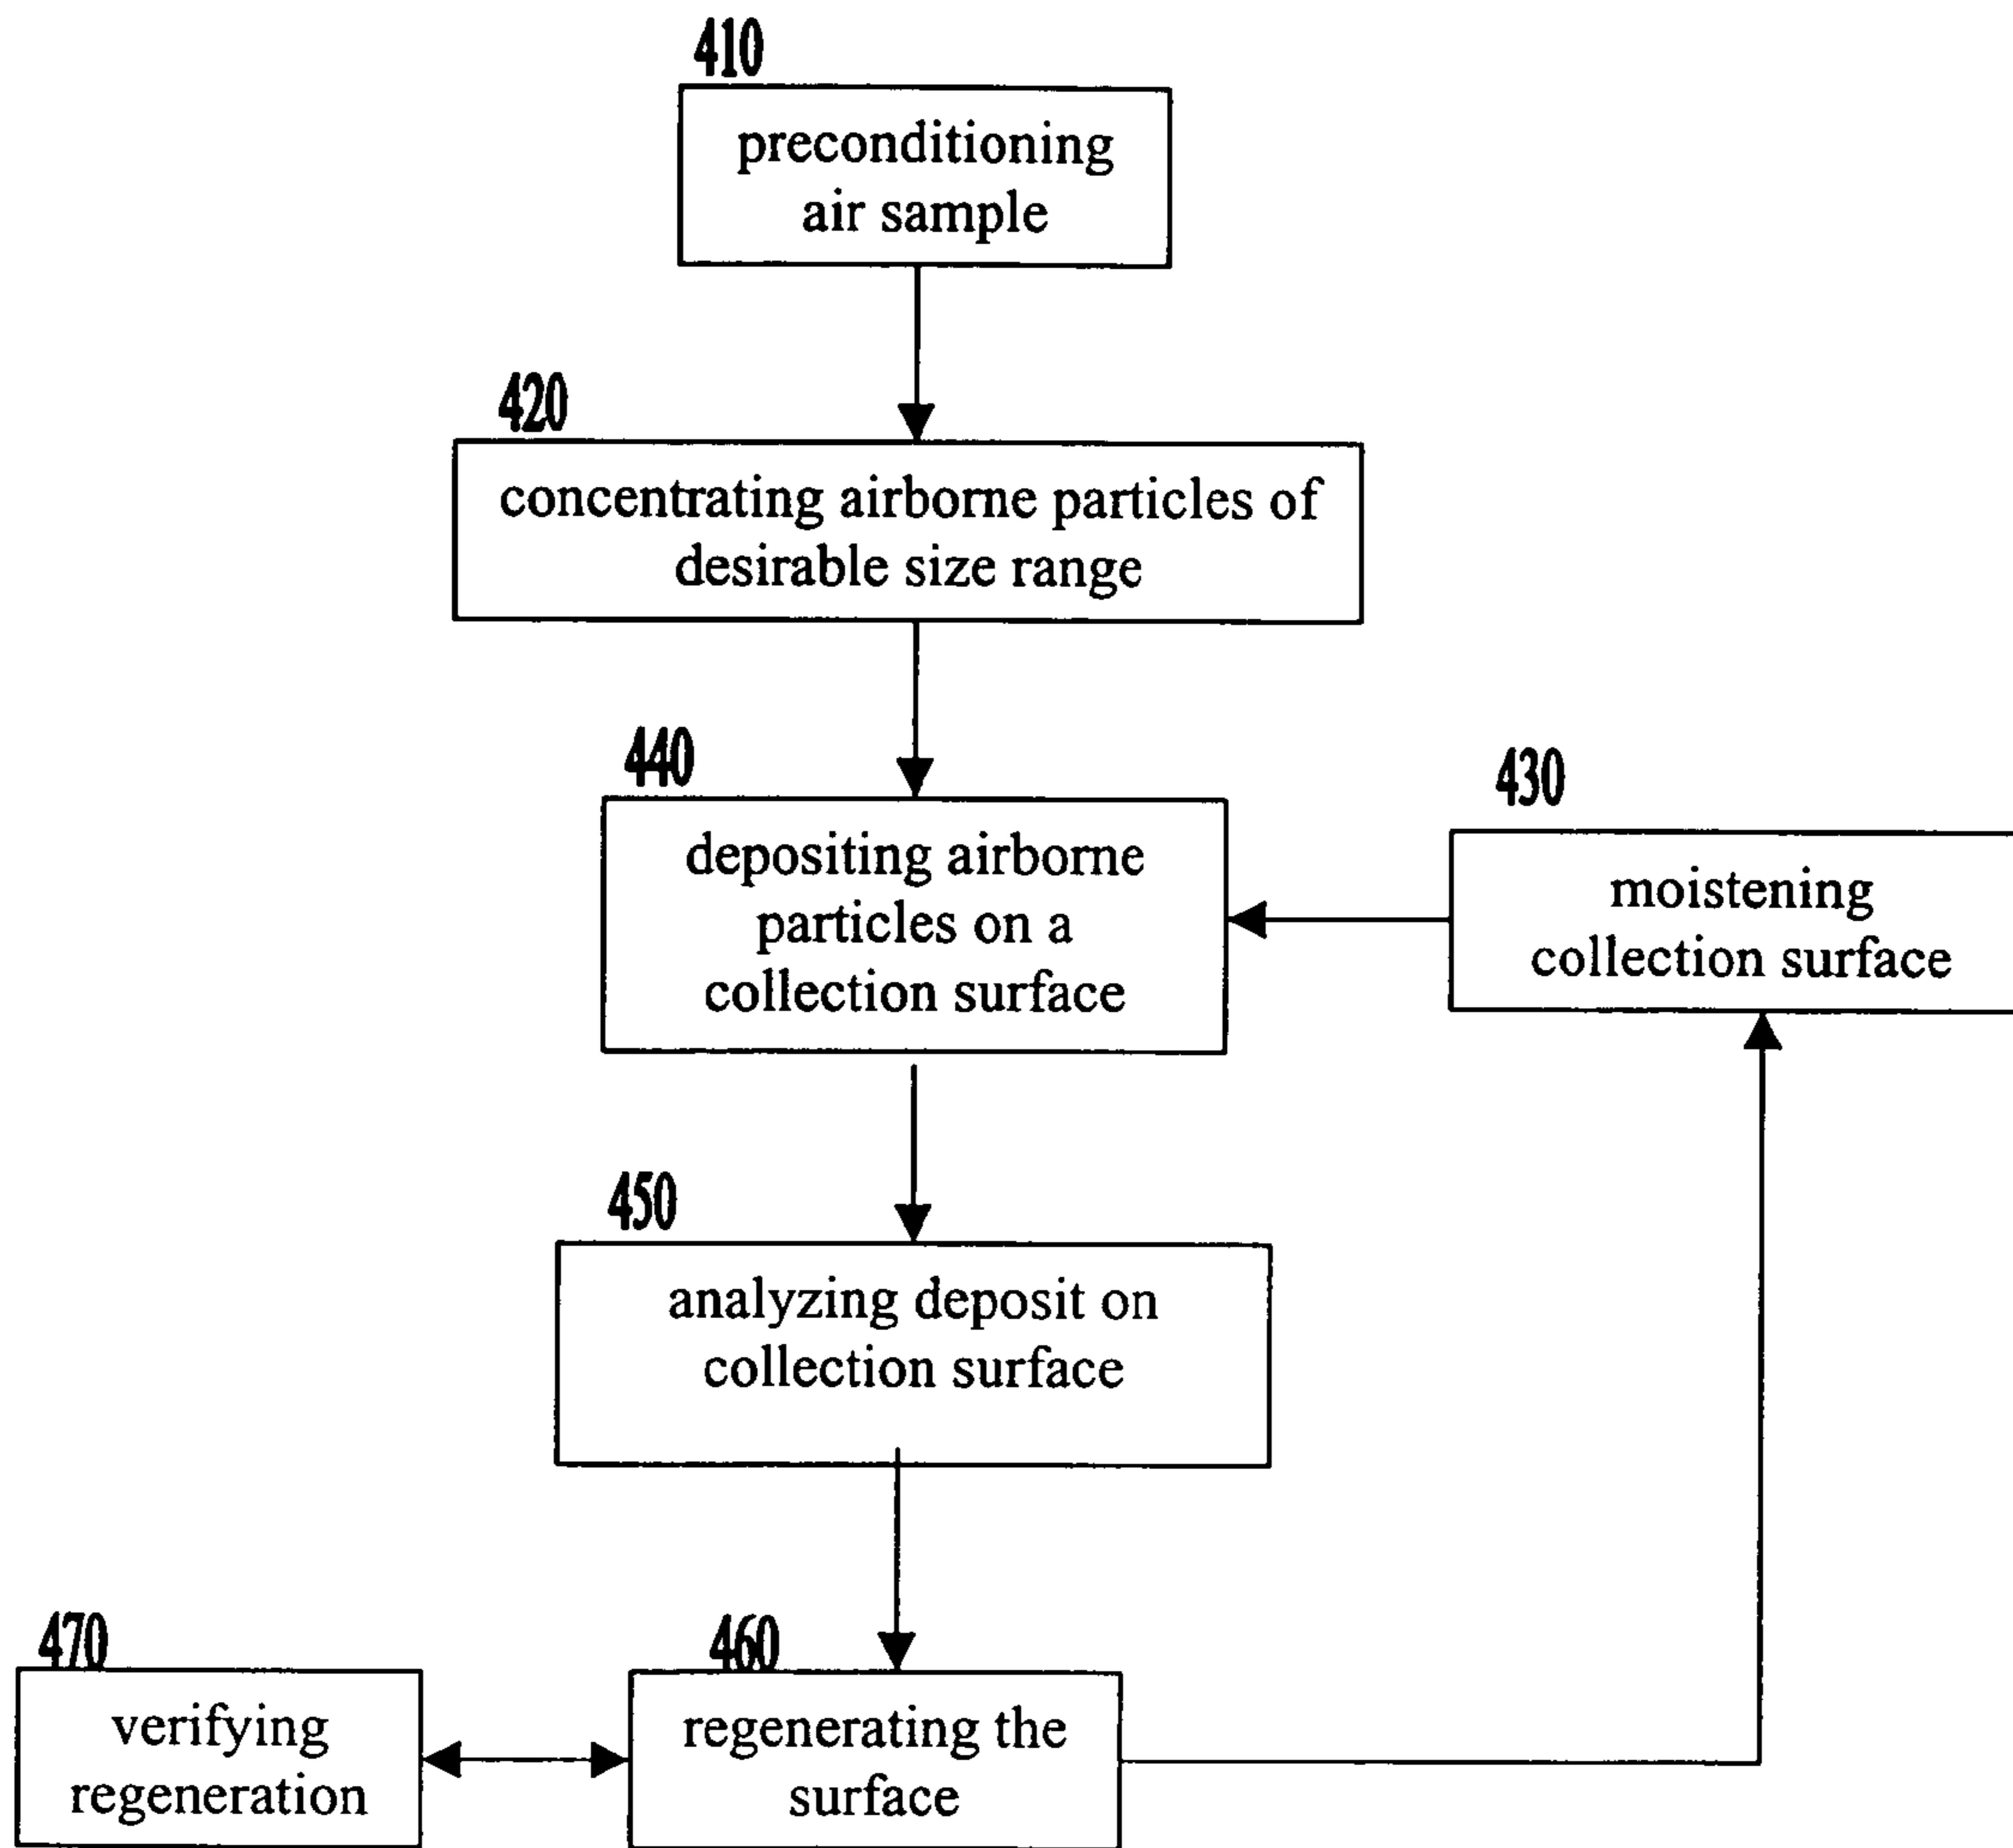 410
preconditioning
air sample
420
concentrating airborne particles of
desirable size range
440
depositing airborne
particles on a
collection surface
430
moistening
collection surface
450
analyzing deposit on
collection surface
470
verifying
regeneration
460
regenerating the
surface